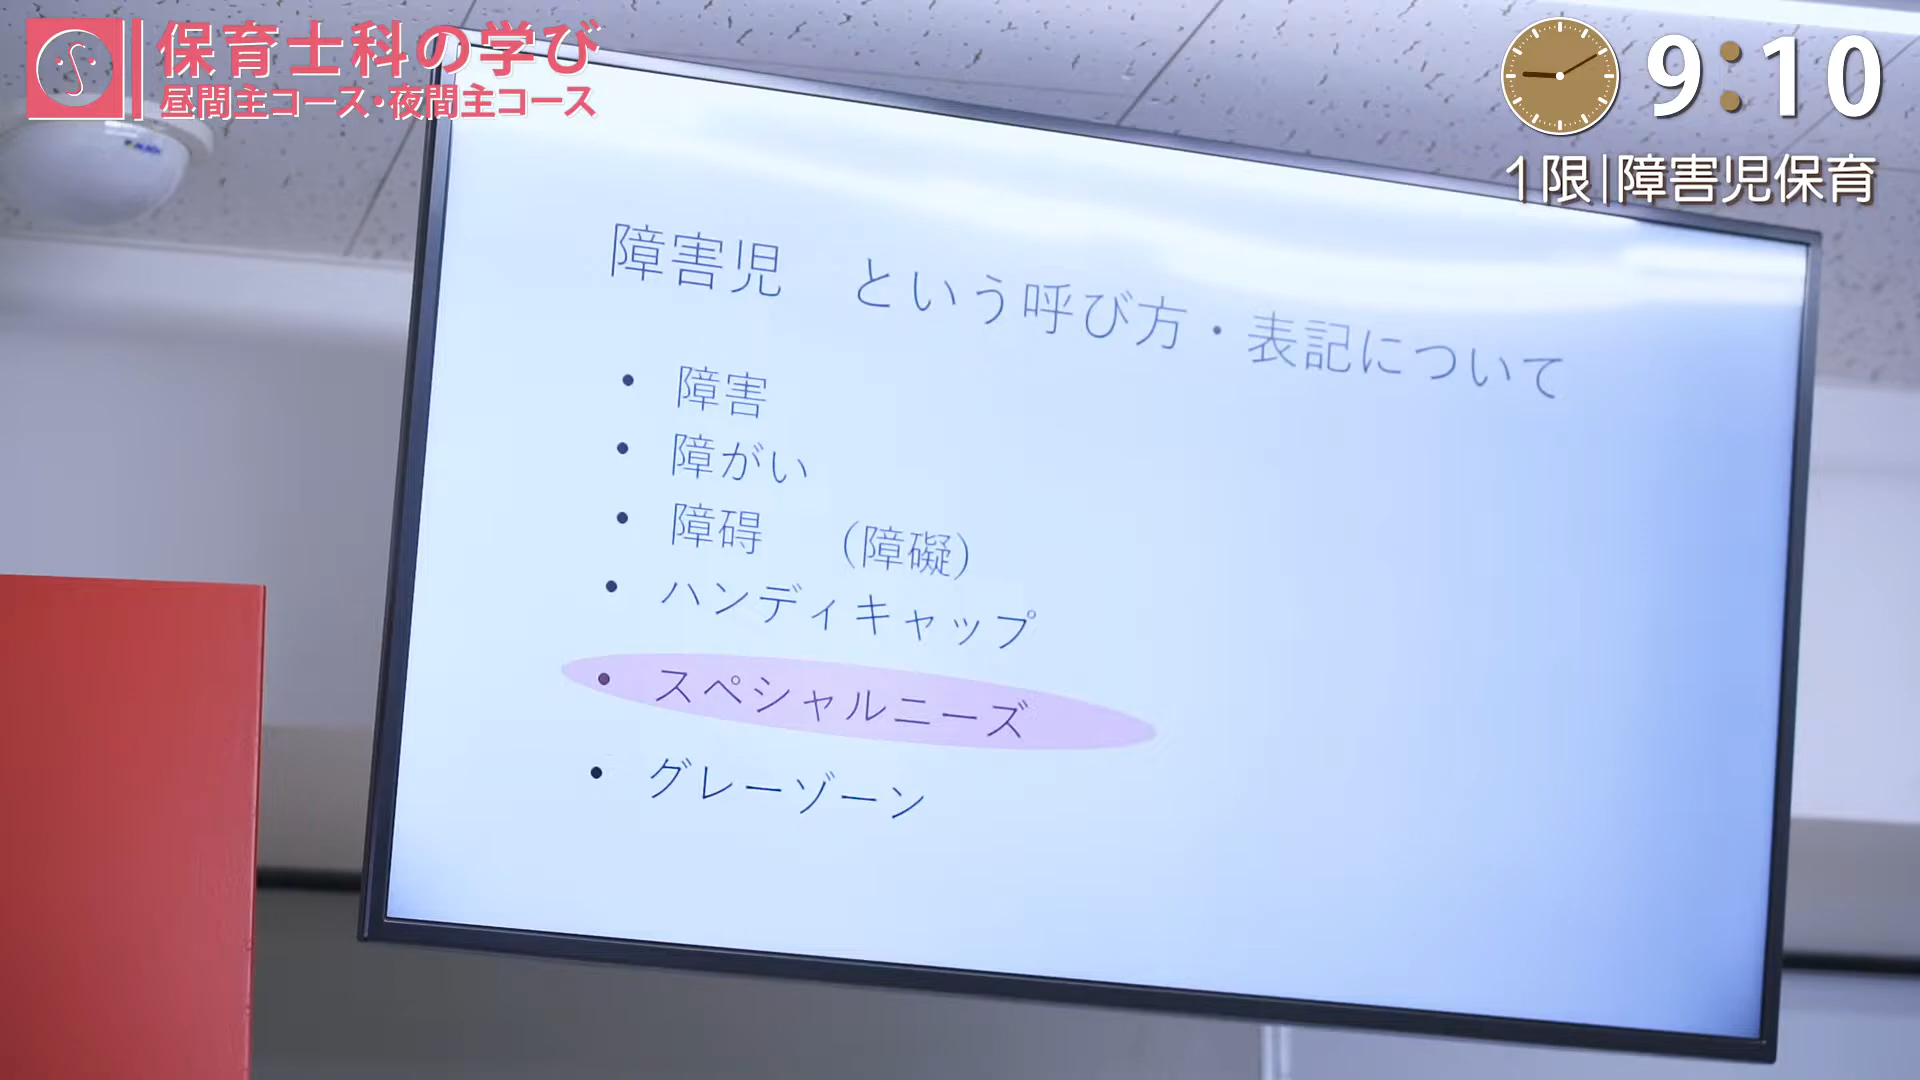 保育士科の学び
昼間主コース・夜間主コース
9:10
1限|障害児保育
障害児　という呼び方・表記について
• 障害
• 障がい
• 障碍　（障礙）
• ハンディキャップ
• スペシャルニーズ
• グレーゾーン